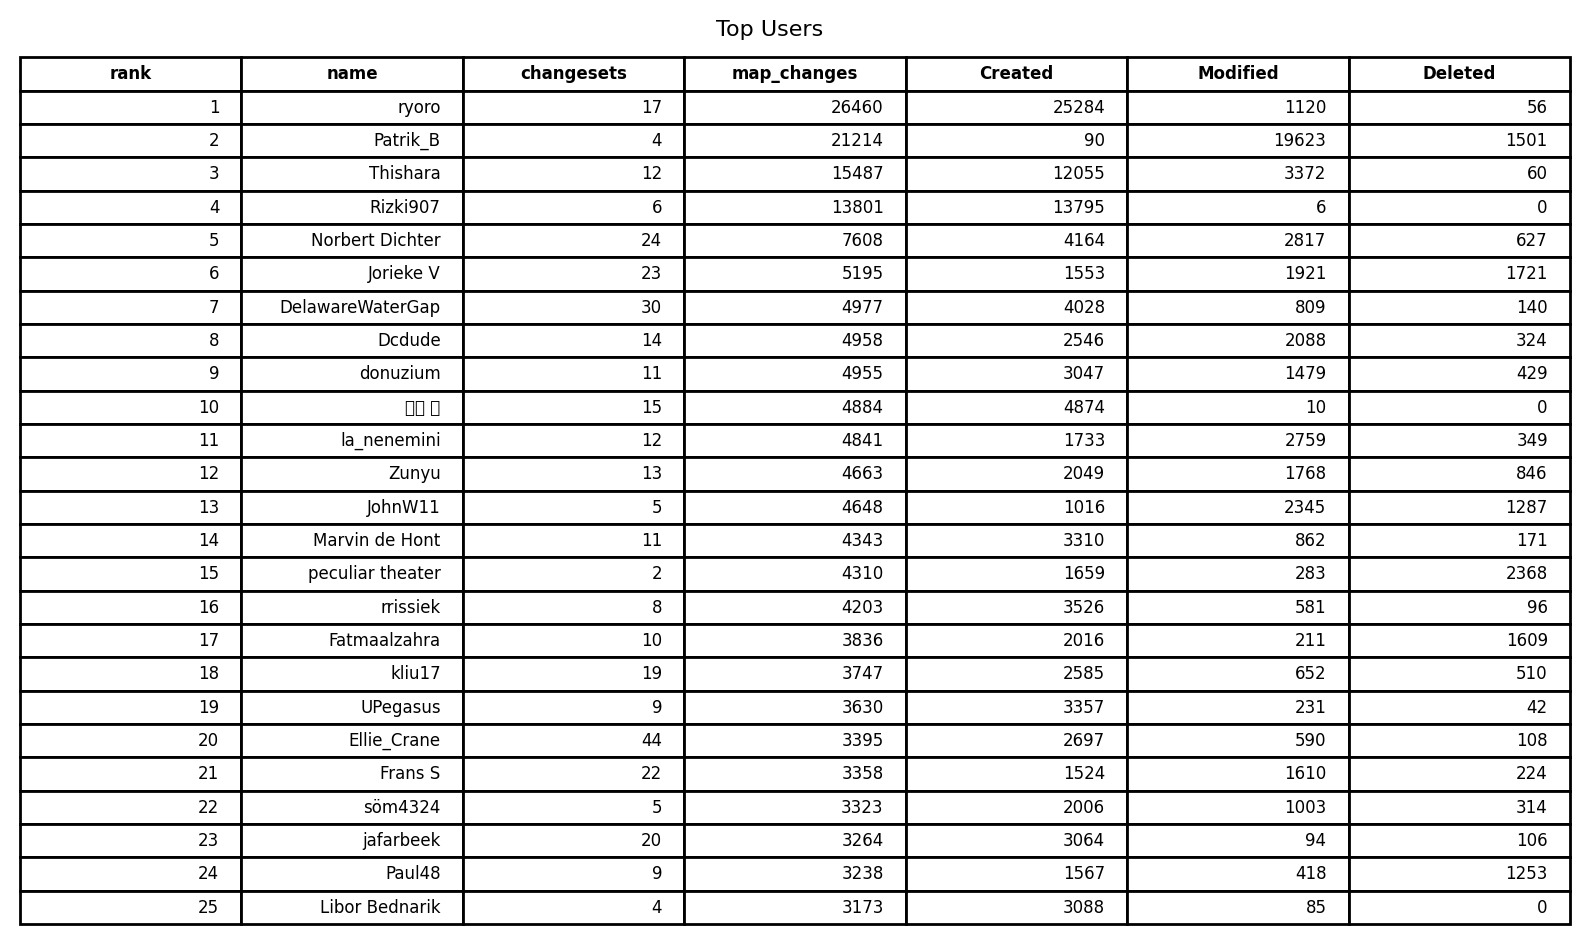 Top Users
rank name changesets map_changes Created Modified Deleted
1 ryoro 17 26460 25284 1120 56
2 Patrik_B 4 21214 90 19623 1501
3 Thishara 12 15487 12055 3372 60
4 Rizki907 6 13801 13795 6 0
5 Norbert Dichter 24 7608 4164 2817 627
6 Jorieke V 23 5195 1553 1921 1721
7 DelawareWaterGap 30 4977 4028 809 140
8 Dcdude 14 4958 2546 2088 324
9 donuzium 11 4955 3047 1479 429
10 15 4884 4874 10 0
11 la_nenemini 12 4841 1733 2759 349
12 Zunyu 13 4663 2049 1768 846
13 JohnW11 5 4648 1016 2345 1287
14 Marvin de Hont 11 4343 3310 862 171
15 peculiar theater 2 4310 1659 283 2368
16 rrissiek 8 4203 3526 581 96
17 Fatmaalzahra 10 3836 2016 211 1609
18 kliu17 19 3747 2585 652 510
19 UPegasus 9 3630 3357 231 42
20 Ellie_Crane 44 3395 2697 590 108
21 Frans S 22 3358 1524 1610 224
22 söm4324 5 3323 2006 1003 314
23 jafarbeek 20 3264 3064 94 106
24 Paul48 9 3238 1567 418 1253
25 Libor Bednarik 4 3173 3088 85 0